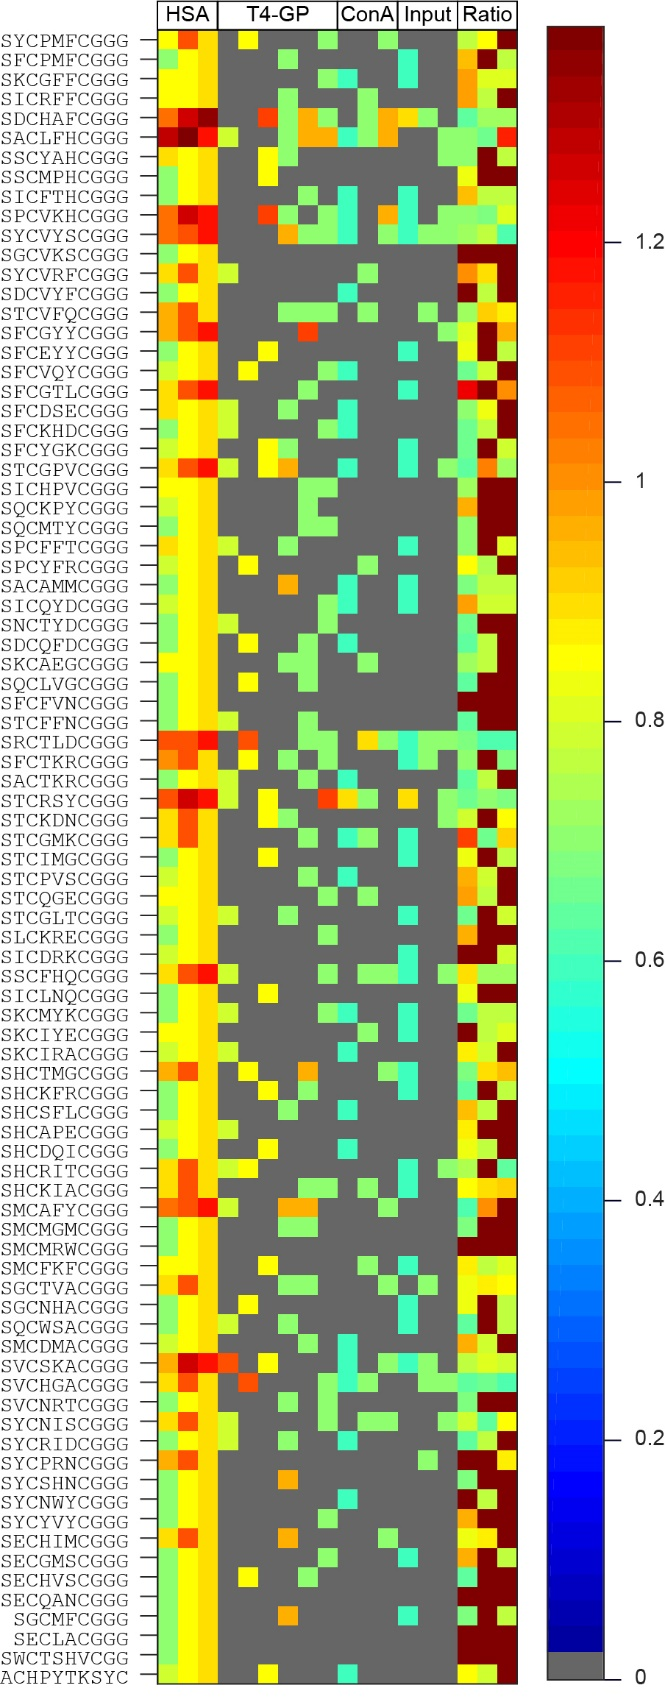 HSA T4-GP ConA Input Ratio
SYCPMFCGGG
SFCPMFCGGG
SKCGFFCGGG
SICRFFCGGG
SDCHAFCGGG
SACLFHCGGG
SSCYAHCGGG
SSCMPHCGGG
SICFTHCGGG
SPCVKHCGGG
SYCVYSCGGG
SGCVKSCGGG
SYCVRFCGGG
SDCVYFCGGG
STCVFQCGGG
SFCGYYCGGG
SFCEYYCGGG
SFCVQYCGGG
SFCGTLCGGG
SFCDSECGGG
SFCKHDCGGG
SFCYGKCGGG
STCGPVCGGG
SICHPVCGGG
SQCKPYCGGG
SQCMTYCGGG
SPCFFTCGGG
SPCYFRCGGG
SACAMMCGGG
SICQYDCGGG
SNCTYDCGGG
SDCQFDCGGG
SKCAEGCGGG
SQCLVGCGGG
SFCFVNCGGG
STCFFNCGGG
SRCTLDCGGG
SFCTKRCGGG
SACTKRCGGG
STCRSYCGGG
STCKDNCGGG
STCGMKCGGG
STCIMGCGGG
STCPVSCGGG
STCQGECGGG
STCGLTCGGG
SLCKRECGGG
SICDRKCGGG
SSCFHQCGGG
SICLNQCGGG
SKCMYKCGGG
SKCIYECGGG
SKCIRACGGG
SHCTMGCGGG
SHCKFRCGGG
SHCSFLCGGG
SHCAPECGGG
SHCDQICGGG
SHCRITCGGG
SHCKIACGGG
SMCAFYCGGG
SMCMGMCGGG
SMCMRWCGGG
SMCFKFCGGG
SGCTVACGGG
SGCNHACGGG
SQCWSACGGG
SMCDMACGGG
SVCSKACGGG
SVCHGACGGG
SVCNRTCGGG
SYCNISCGGG
SYCRIDCGGG
SYCPRNCGGG
SYCSHNCGGG
SYCNWYCGGG
SYCYVYCGGG
SECHIMCGGG
SECGMSCGGG
SECHVSCGGG
SECQANCGGG
SGCMFCGGG
SECLACGGG
SWCTSHVCGG
ACHPYTKSYC
1.2
1
0.8
0.6
0.4
0.2
0